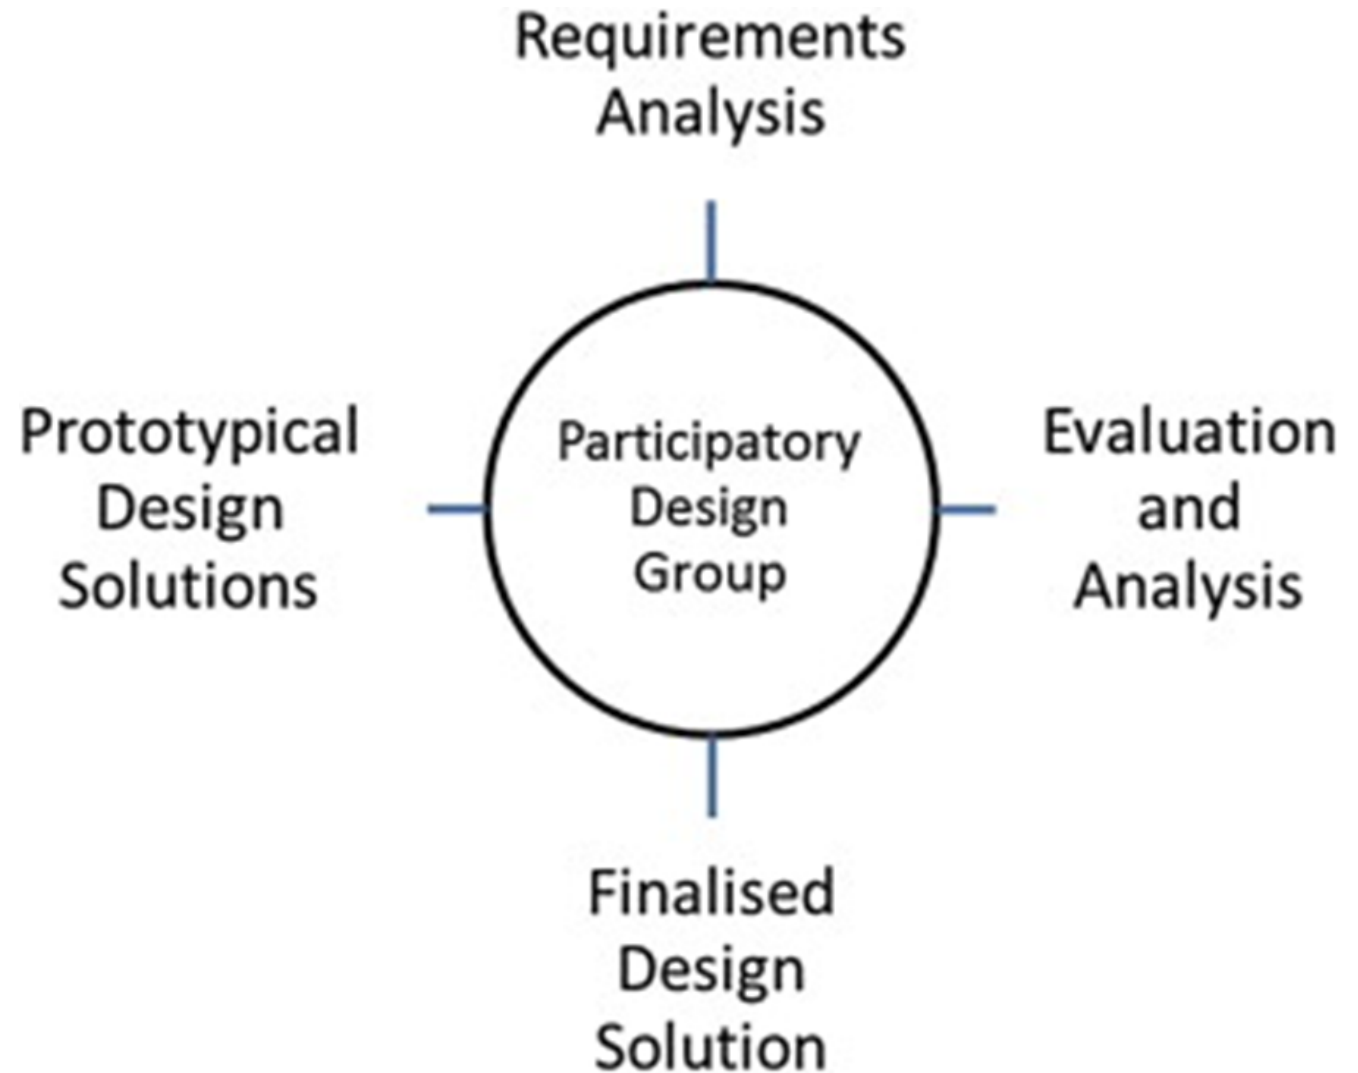 Requirements
Analysis
Prototypical
Design
Solutions
Participatory
Design
Group
Evaluation
and
Analysis
Finalised
Design
Solution